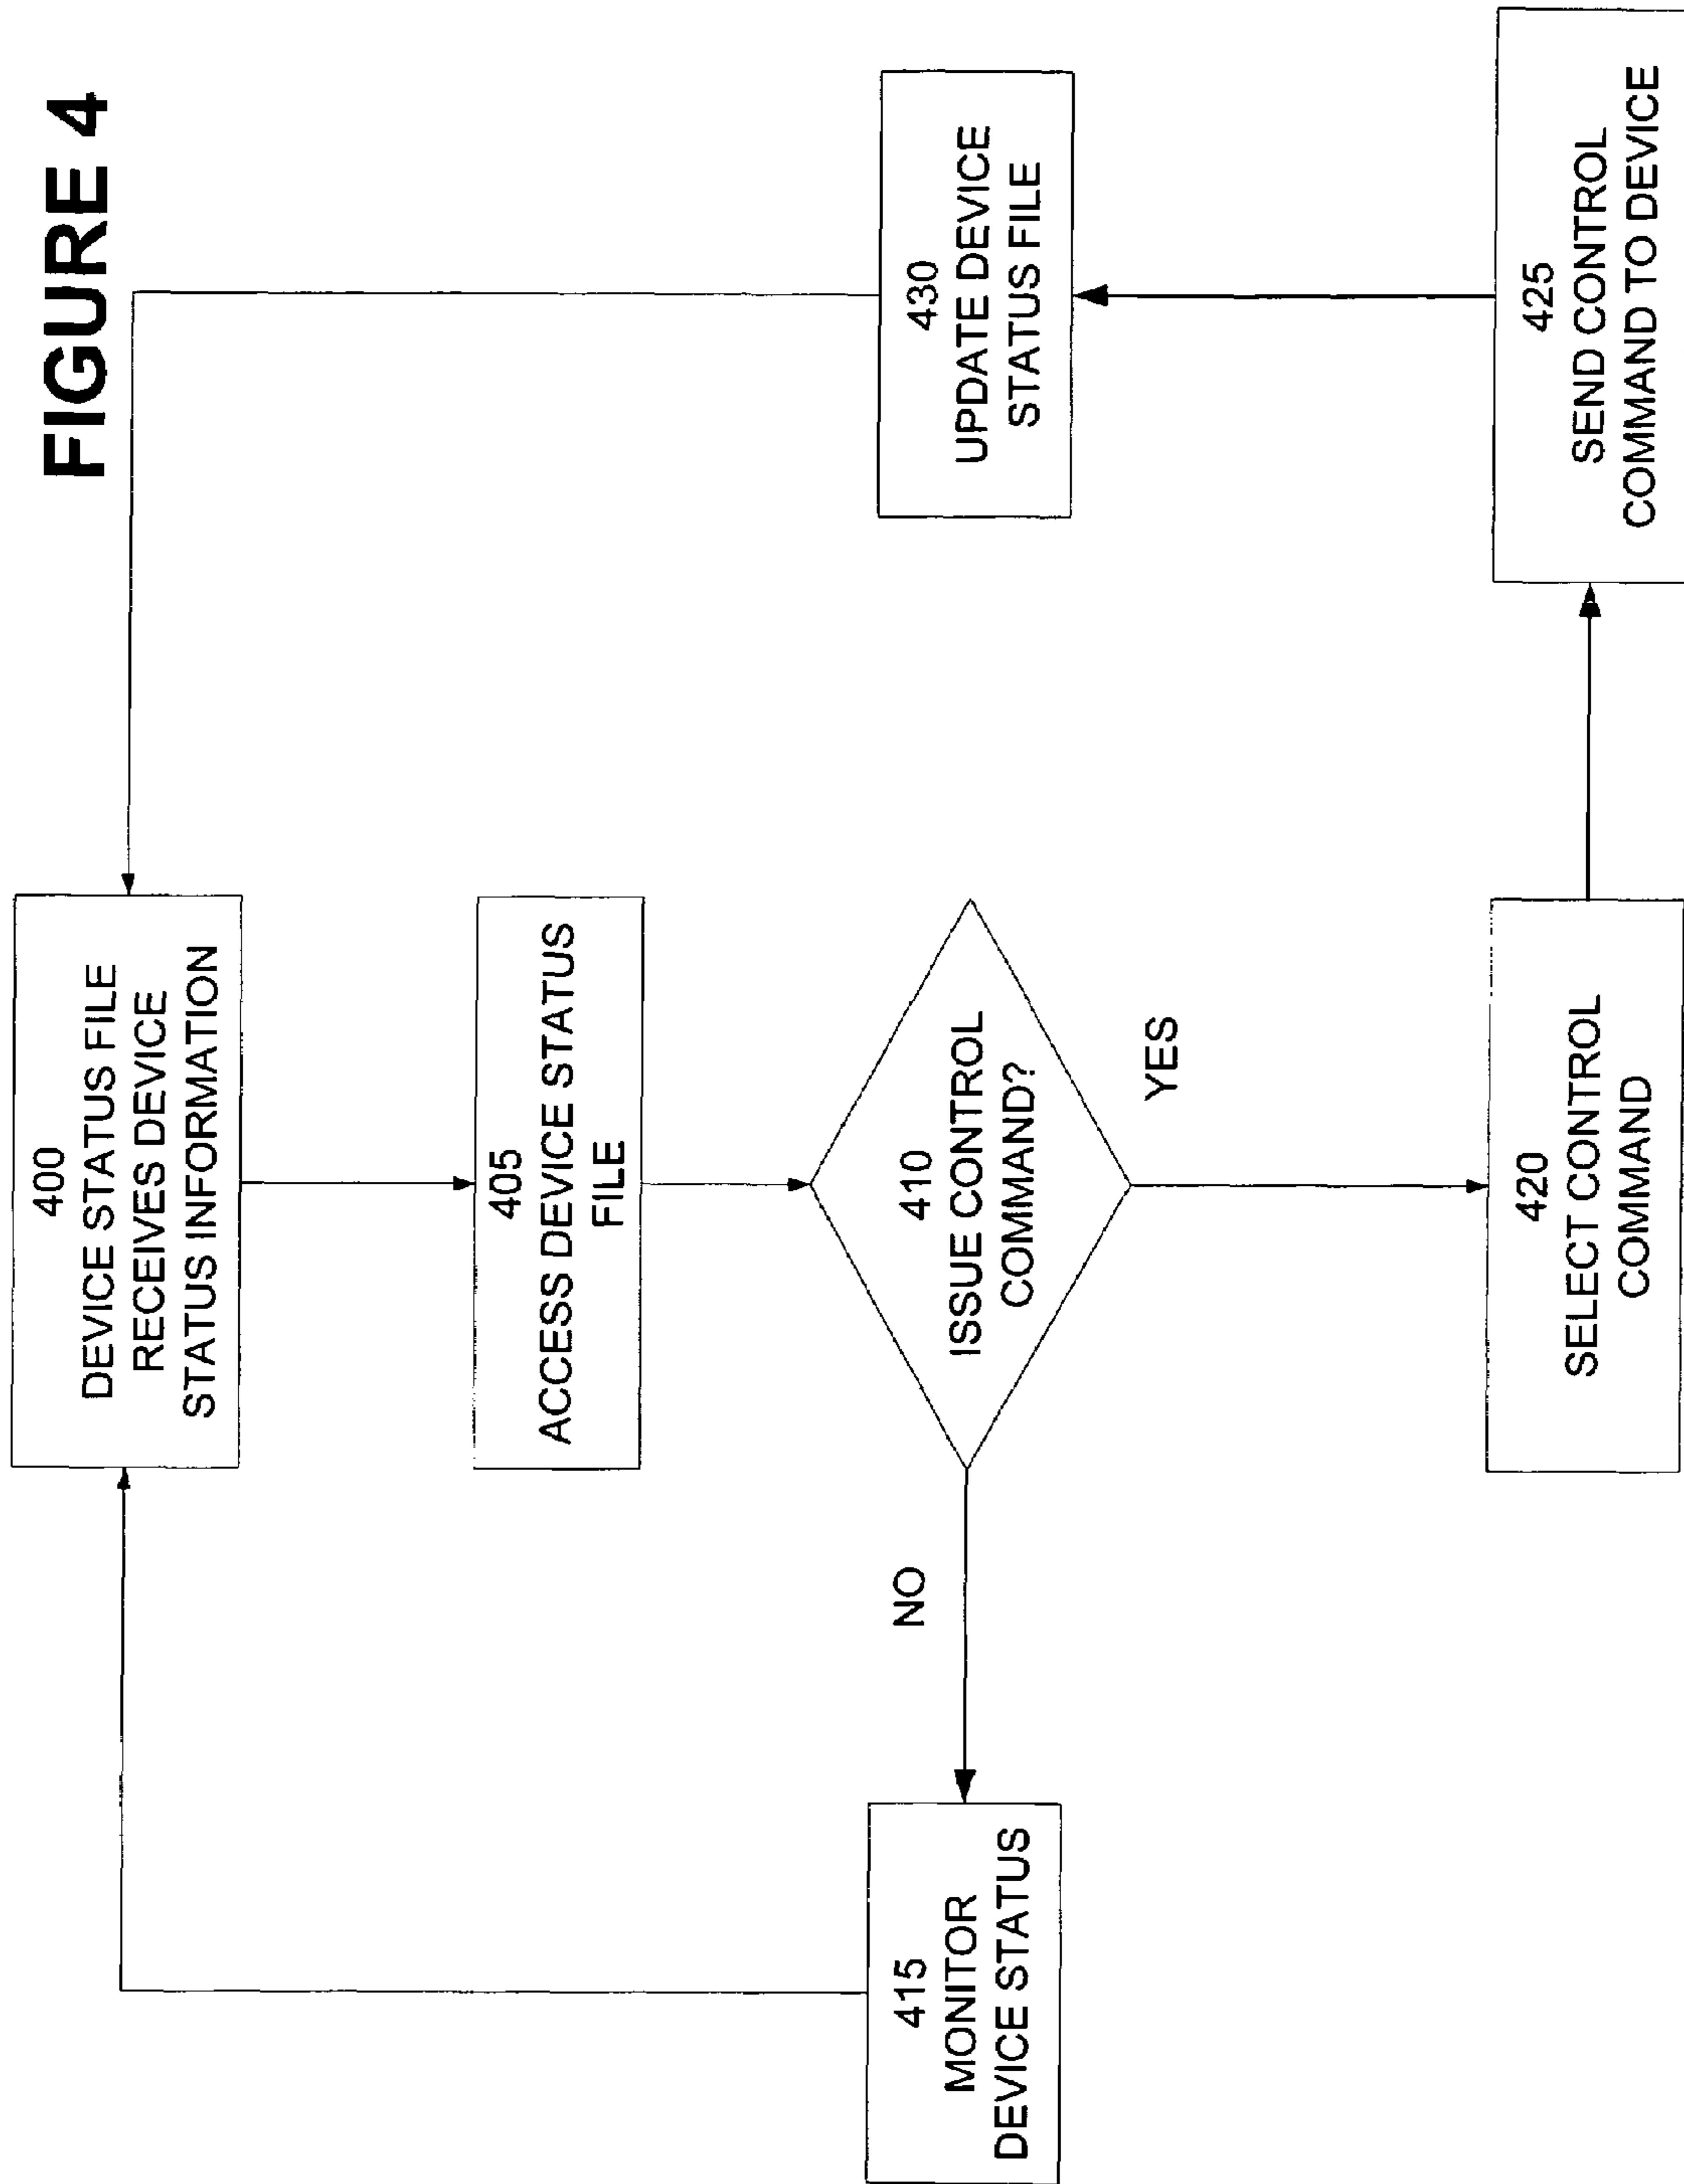 FIGURE 4
400
DEVICE STATUS FILE
RECEIVES DEVICE
STATUS INFORMATION
405
ACCESS DEVICE STATUS
FILE
410
ISSUE CONTROL
COMMAND?
NO
YES
415
MONITOR
DEVICE STATUS
420
SELECT CONTROL
COMMAND
425
SEND CONTROL
COMMAND TO DEVICE
430
UPDATE DEVICE
STATUS FILE